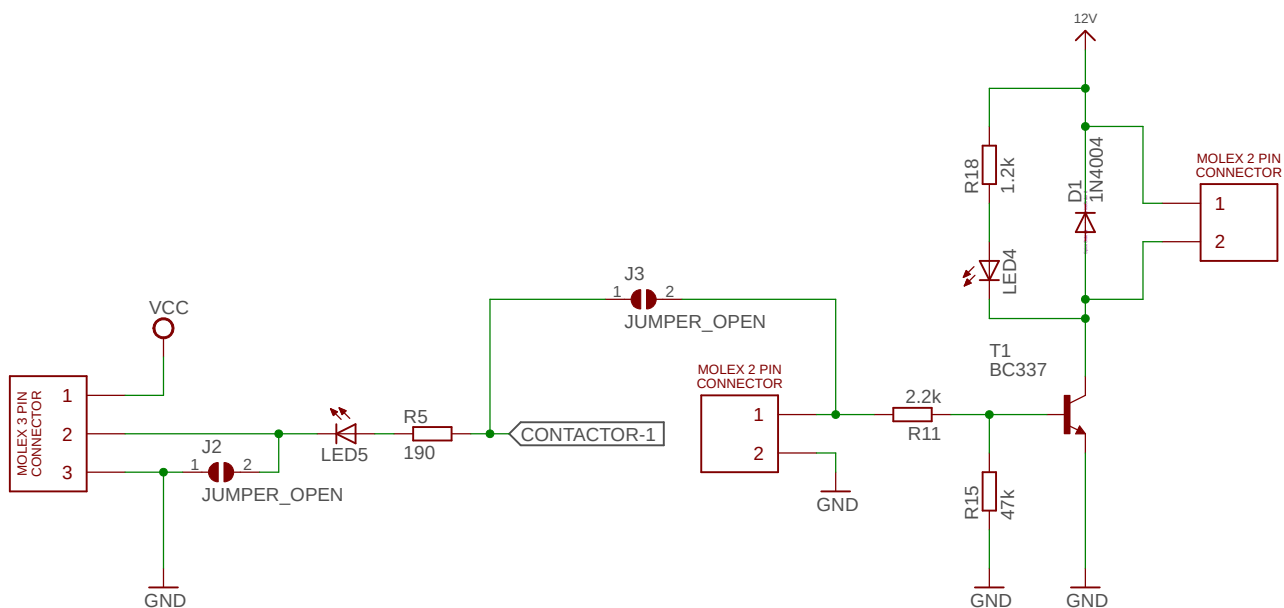 12V
R18
1.2k
D1
1N4004
MOLEX 2 PIN
CONNECTOR
1
2
LED4
J3
1
2
JUMPER_OPEN
VCC
T1
BC337
MOLEX 3 PIN
CONNECTOR
1
2
3
LED5
R5
190
CONTACTOR-1
J2
1
2
JUMPER_OPEN
MOLEX 2 PIN
CONNECTOR
1
2
2.2k
R11
R15
47k
GND
GND
GND
GND